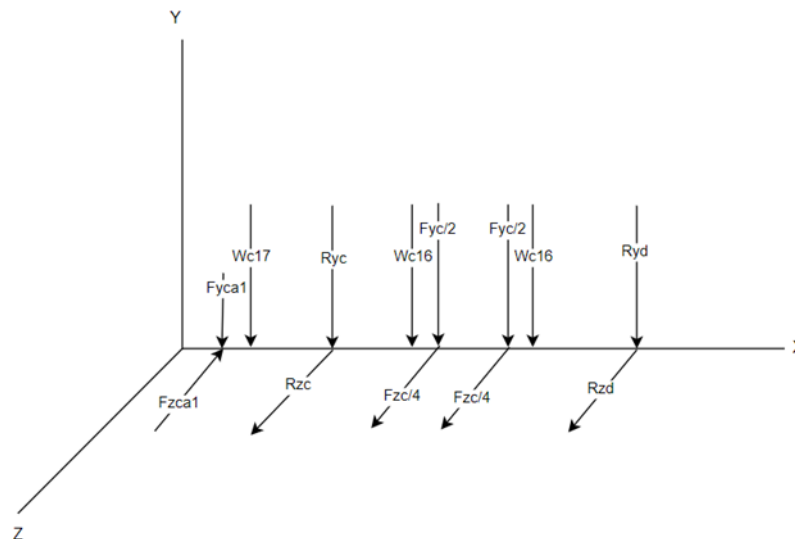 Y
Fyc/2
Fyc/2
Wc17
Ryc
Wc16
Wc16
Ryd
Fyca1
X
Fzca1
Rzc
Fzc/4
Fzc/4
Rzd
Z